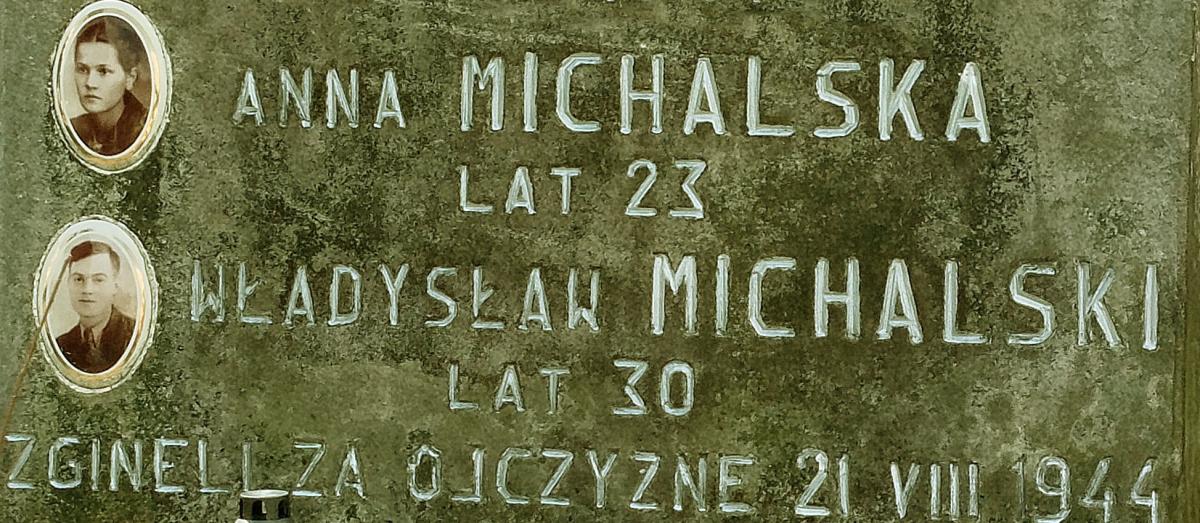 ANNA MICHALSKA
LAT 23
WŁADYSŁAW MICHALSKI
LAT 30
ZGINELI ZA OJCZYZNE 21 VIII 1944